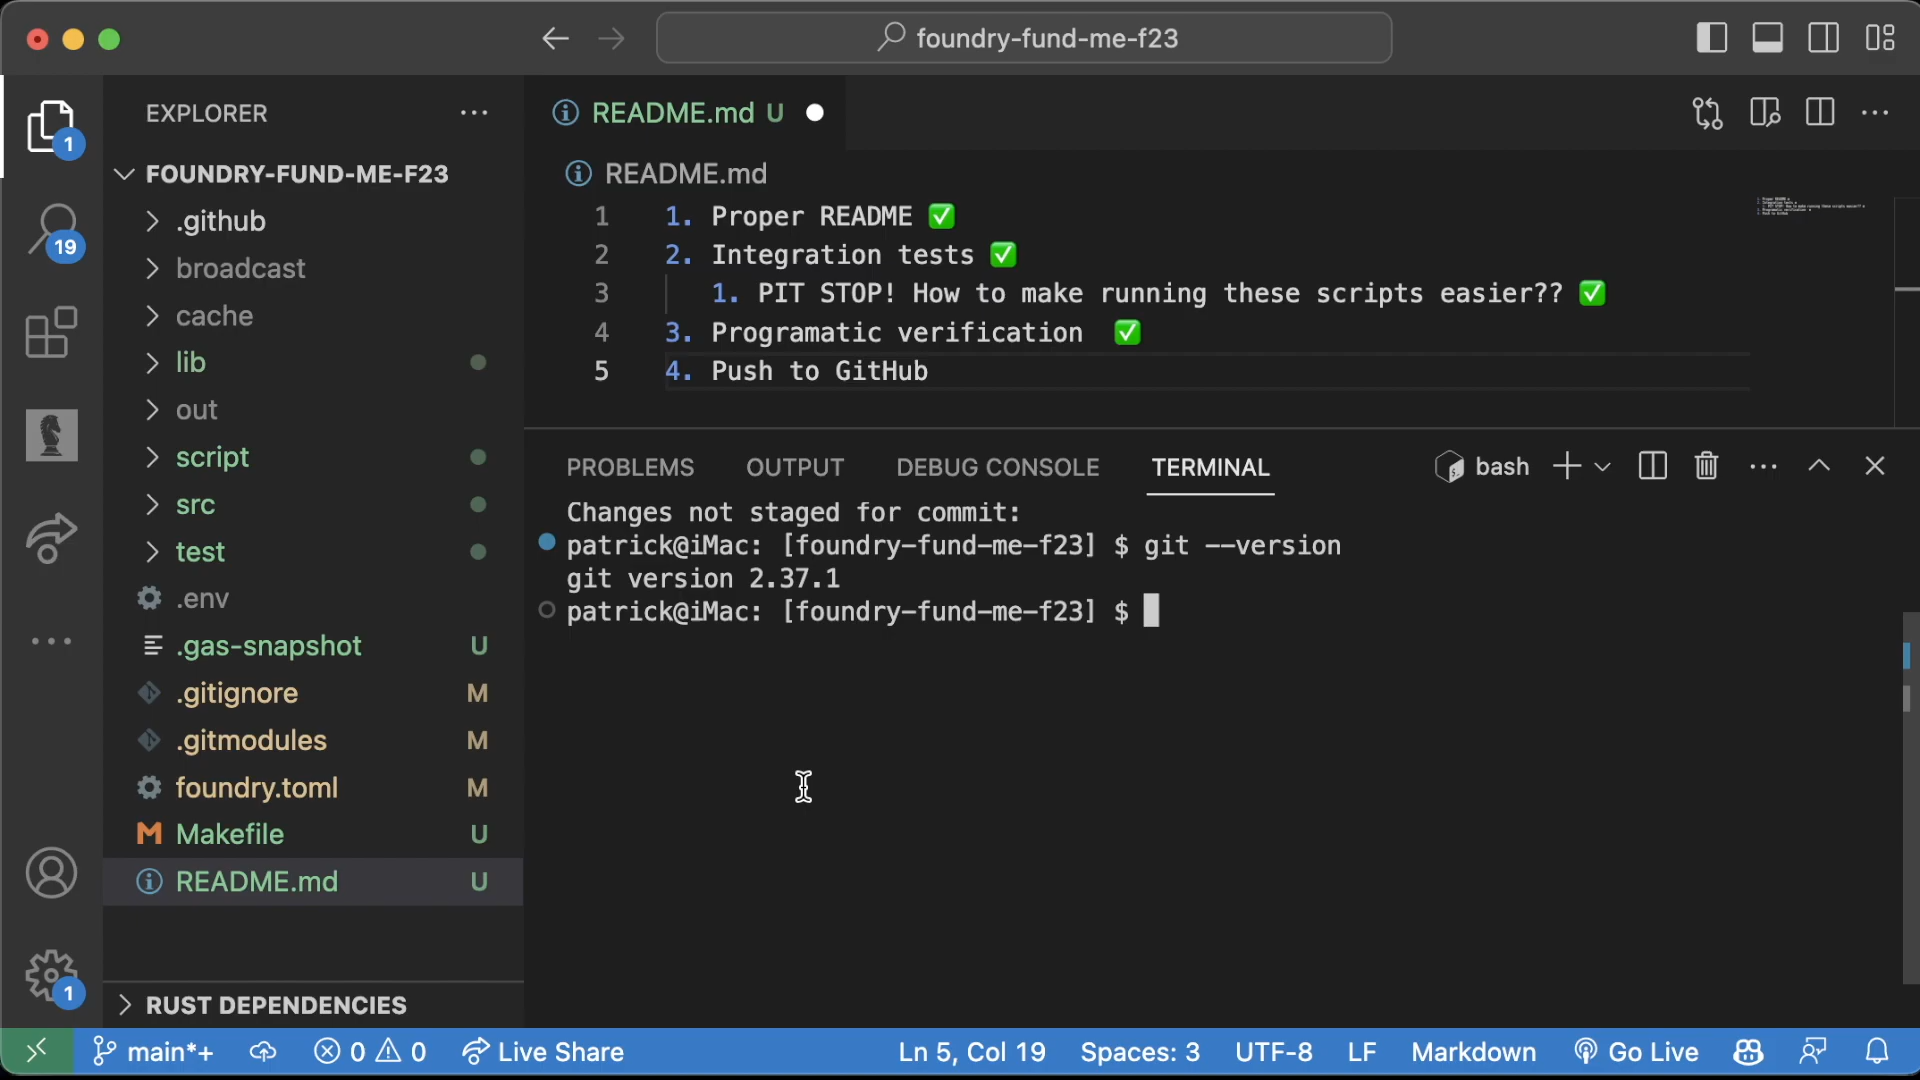 foundry-fund-me-f23
EXPLORER
FOUNDRY-FUND-ME-F23
.github
broadcast
cache
lib
out
script
src
test
.env
.gas-snapshot U
.gitignore M
.gitmodules M
foundry.toml M
Makefile U
README.md U
RUST DEPENDENCIES
1
19
1
README.md U
README.md
1 1. Proper README ✅
2 2. Integration tests ✅
3 1. PIT STOP! How to make running these scripts easier?? ✅
4 3. Programatic verification ✅
5 4. Push to GitHub
PROBLEMS OUTPUT DEBUG CONSOLE TERMINAL bash
Changes not staged for commit:
patrick@iMac: [foundry-fund-me-f23] $ git --version
git version 2.37.1
patrick@iMac: [foundry-fund-me-f23] $
main*+ 0 0 Live Share Ln 5, Col 19 Spaces: 3 UTF-8 LF Markdown Go Live